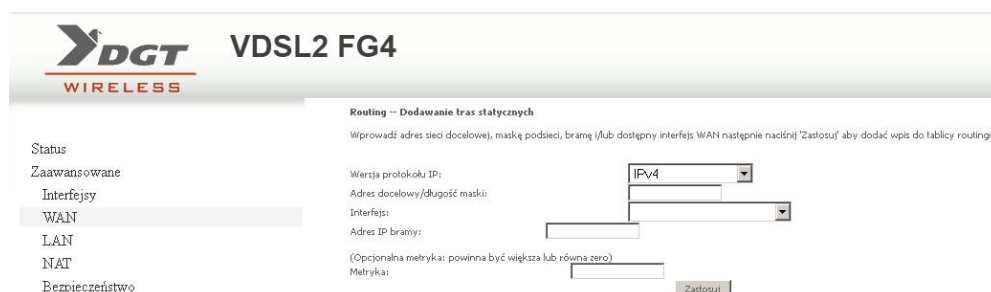 DGT
WIRELESS
VDSL2 FG4
Status
Zaawansowane
Interfejsy
WAN
LAN
NAT
Bezpieczeństwo
Routing -- Dodawanie tras statycznych
Wprowadź adres sieci docelowej, maskę podsieci, bramę i/lub dostępny interfejs WAN następnie naciśnij 'Zastosuj' aby dodać wpis do tablicy
Wersja protokołu IP: IPv4
Adres docelowy/długość maski:
Interfejs:
Adres IP bramy:
(Opcjonalna metryka: powinna być większa lub równa zero)
Metryka:
Zastosuj